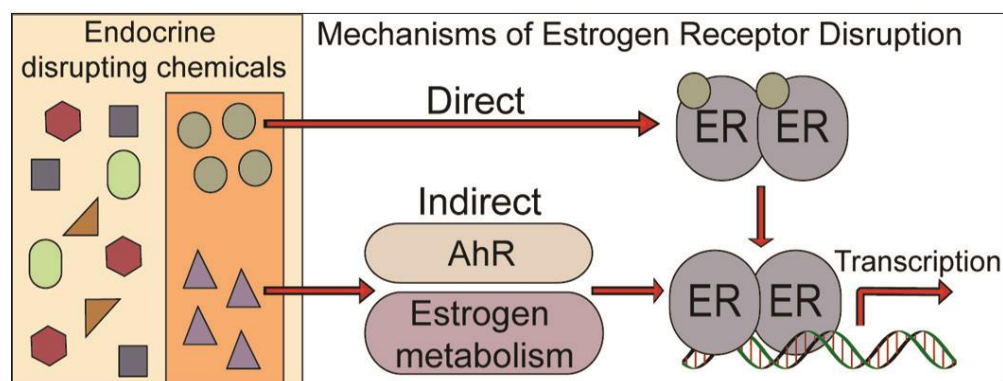 Endocrine
disrupting chemicals
Mechanisms of Estrogen Receptor Disruption
Direct
ER ER
Indirect
AhR
Estrogen
metabolism
ER ER
Transcription